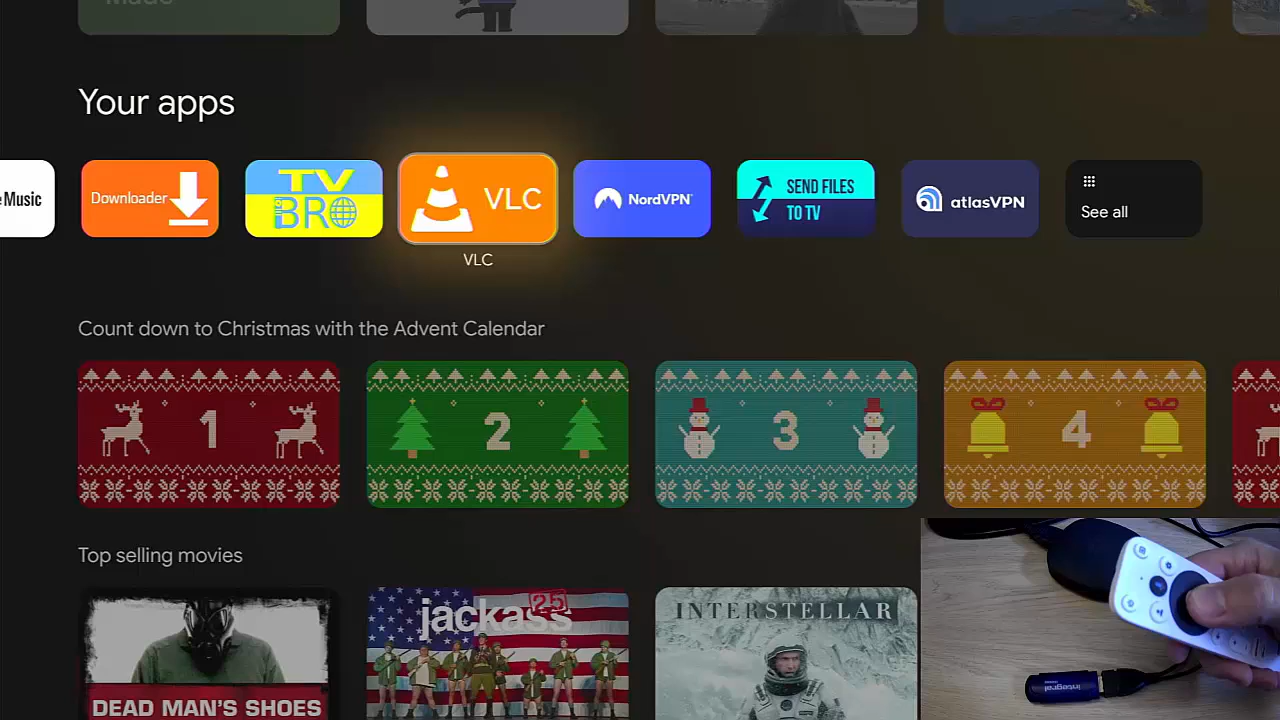 Your apps
Music
Downloader
TV
BRO
VLC
NordVPN
SEND FILES
TO TV
atlasVPN
See all
VLC
Count down to Christmas with the Advent Calendar
1
2
3
4
Top selling movies
DEAD MAN'S SHOES
jackass
25
INTERSTELLAR
Integral